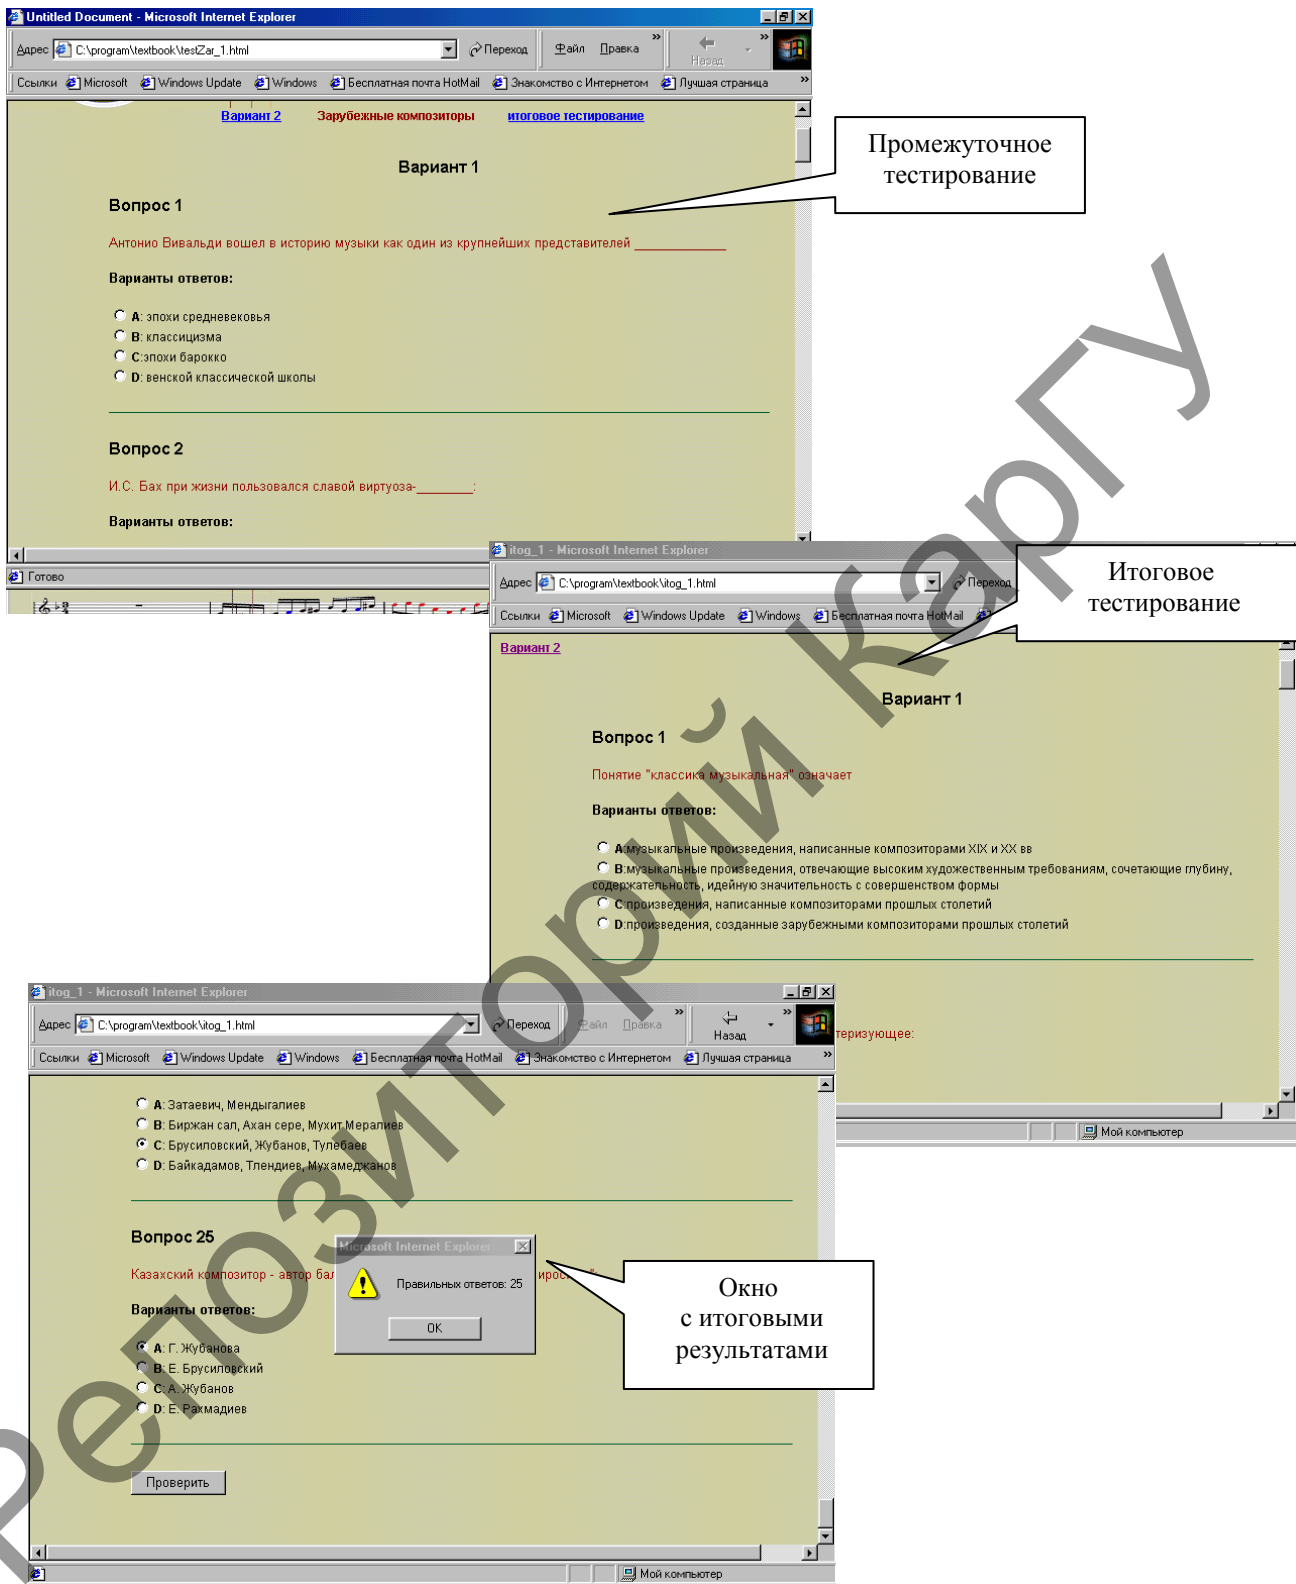 Untitled Document - Microsoft Internet Explorer
Адрес C:\program\textbook\testZar_1.html Переход Файл Правка » Назад »
Ссылки Microsoft Windows Update Windows Бесплатная почта HotMail Знакомство с Интернетом Лучшая страница »
Вариант 2 Зарубежные композиторы итоговое тестирование
Вариант 1
Вопрос 1
Антонио Вивальди вошел в историю музыки как один из крупнейших представителей ______________
Варианты ответов:
A: эпохи средневековья
B: классицизма
C:эпохи барокко
D: венской классической школы
Вопрос 2
И.С. Бах при жизни пользовался славой виртуоза-_________:
Варианты ответов:
Готово
Промежуточное
тестирование
itog_1 - Microsoft Internet Explorer
Адрес C:\program\textbook\itog_1.html Переход
Ссылки Microsoft Windows Update Windows Бесплатная почта HotMail
Итоговое
тестирование
Вариант 2
Вариант 1
Вопрос 1
Понятие "классика музыкальная" означает
Варианты ответов:
A:музыкальные произведения, написанные композиторами XIX и XX вв
B:музыкальные произведения, отвечающие высоким художественным требованиям, сочетающие глубину,
содержательность, идейную значительность с совершенством формы
C:произведения, написанные композиторами прошлых столетий
D:произведения, созданные зарубежными композиторами прошлых столетий
теризующее:
Мой компьютер
itog_1 - Microsoft Internet Explorer
Адрес C:\program\textbook\itog_1.html Переход Файл Правка » Назад »
Ссылки Microsoft Windows Update Windows Бесплатная почта HotMail Знакомство с Интернетом Лучшая страница »
A: Затаевич, Мендыгалиев
B: Биржан сал, Ахан сере, Мухит Мералиев
C: Брусиловский, Жубанов, Тулебаев
D: Байкадамов, Тлендиев, Мухамеджанов
Вопрос 25
Казахский композитор - автор бал
Варианты ответов:
A: Г. Жубанова
B: Е. Брусиловский
C: А. Жубанов
D: Е. Рахмадиев
Проверить
Microsoft Internet Explorer
Правильных ответов: 25
OK
Окно
с итоговыми
результатами
Мой компьютер
Репозиторий КарГУ